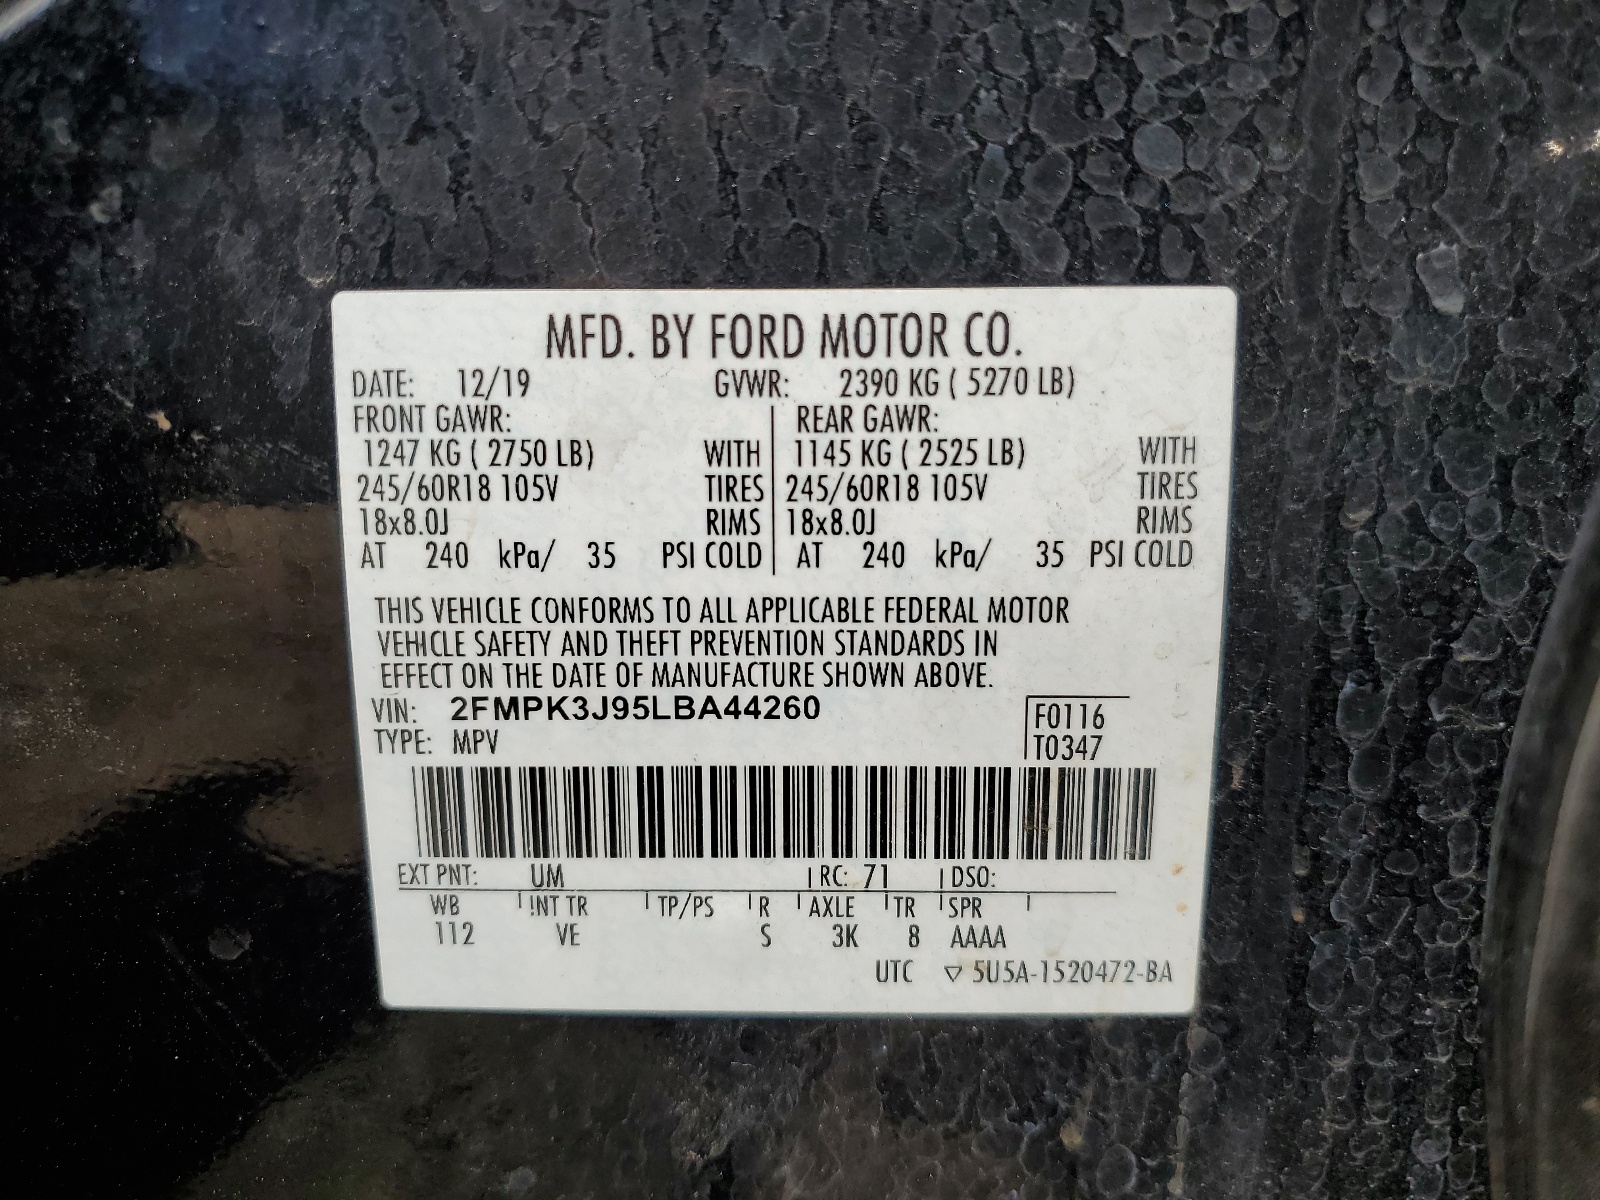 MFD. BY FORD MOTOR CO.
DATE: 12/19 GVWR: 2390 KG ( 5270 LB)
FRONT GAWR: REAR GAWR:
1247 KG ( 2750 LB) WITH 1145 KG ( 2525 LB) WITH
245/60R18 105V TIRES 245/60R18 105V TIRES
18x8.0J RIMS 18x8.0J RIMS
AT 240 kPa/ 35 PSI COLD AT 240 kPa/ 35 PSI COLD
THIS VEHICLE CONFORMS TO ALL APPLICABLE FEDERAL MOTOR
VEHICLE SAFETY AND THEFT PREVENTION STANDARDS IN
EFFECT ON THE DATE OF MANUFACTURE SHOWN ABOVE.
VIN: 2FMPK3J95LBA44260 F0116
TYPE: MPV T0347
EXT PNT: UM RC: 71 DSO:
WB INT TR TP/PS R AXLE TR SPR
112 VE S 3K 8 AAAA
UTC ▽ 5U5A-1520472-BA